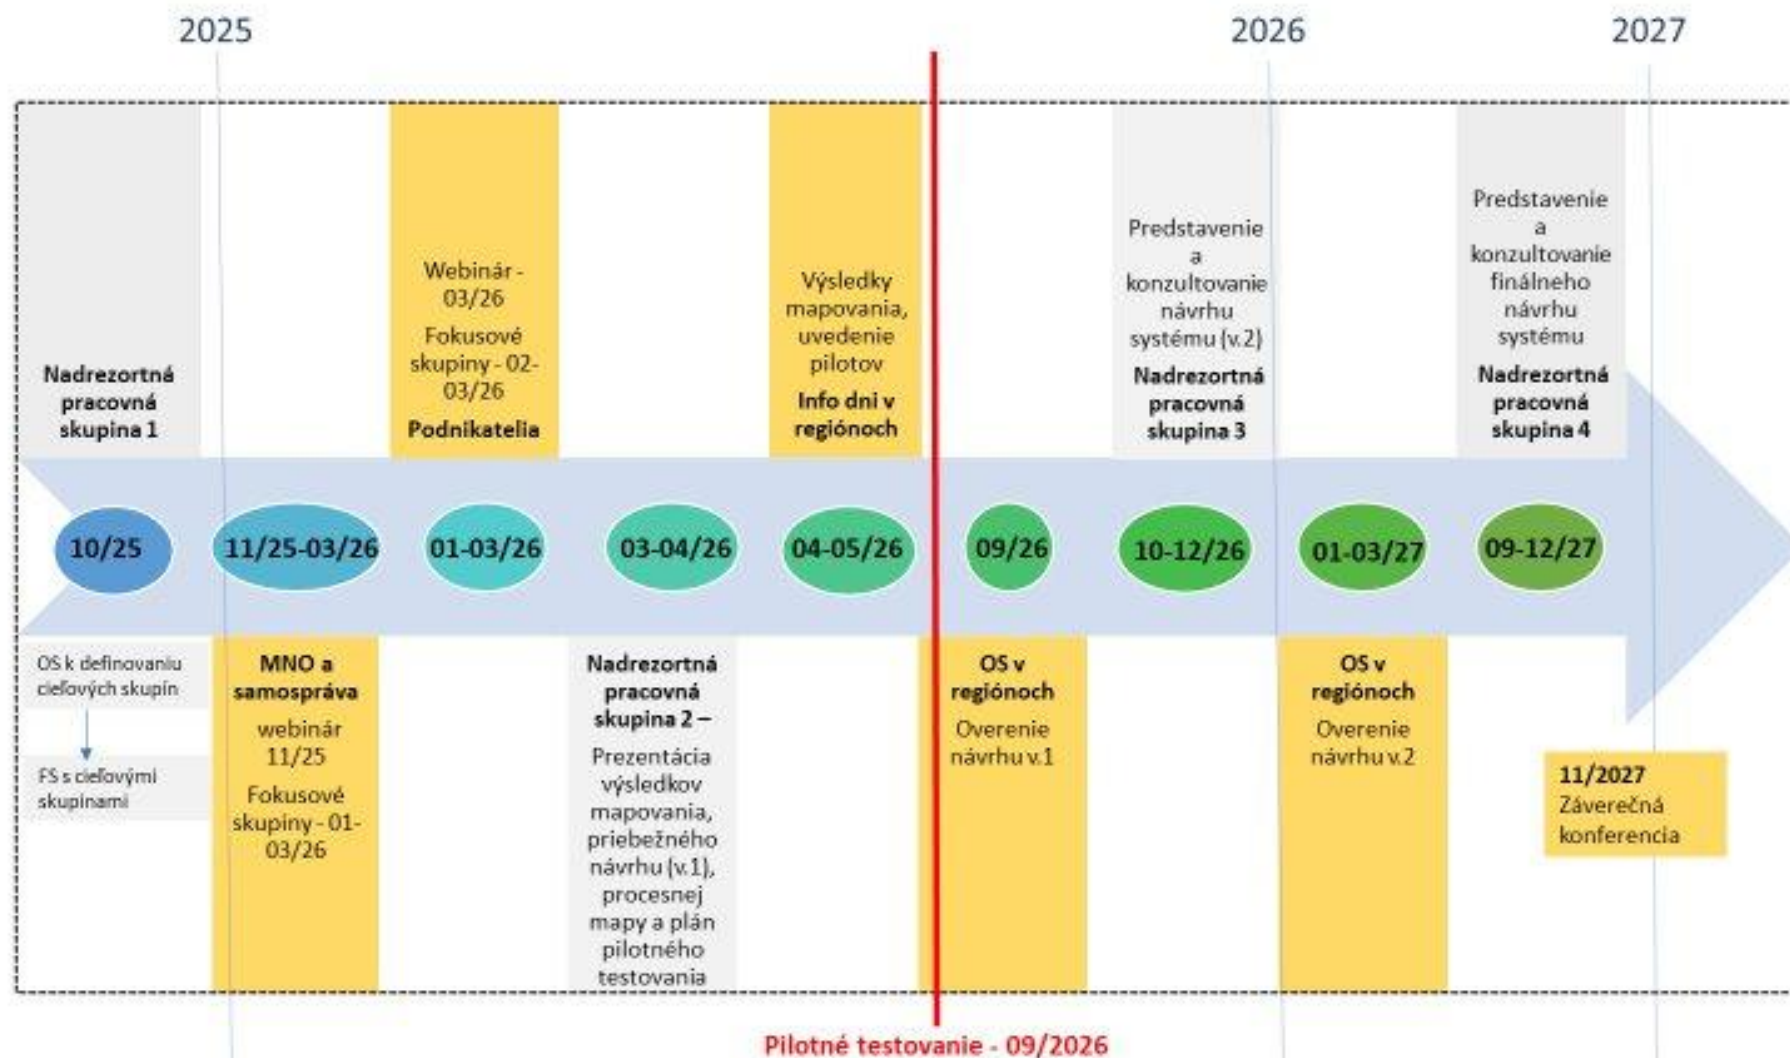 2025
2026
2027
Nadrezortná
pracovná
skupina 1
Webinár -
03/26
Fokusové
skupiny - 02-
03/26
Podnikatelia
Výsledky
mapovania,
uvedenie
pilotov
Info dni v
regiónoch
Predstavenie
a
konzultovanie
návrhu
systému (v.2)
Nadrezortná
pracovná
skupina 3
Predstavenie
a
konzultovanie
finálneho
návrhu
systému
Nadrezortná
pracovná
skupina 4
10/25
11/25-03/26
01-03/26
03-04/26
04-05/26
09/26
10-12/26
01-03/27
09-12/27
OS k definovaniu
cieľových skupín
FS s cieľovými
skupinami
MNO a
samospráva
webinár
11/25
Fokusové
skupiny - 01-
03/26
Nadrezortná
pracovná
skupina 2 –
Prezentácia
výsledkov
mapovania,
priebežného
návrhu (v.1),
procesnej
mapy a plán
pilotného
testovania
OS v
regiónoch
Overenie
návrhu v.1
OS v
regiónoch
Overenie
návrhu v.2
11/2027
Záverečná
konferencia
Pilotné testovanie - 09/2026